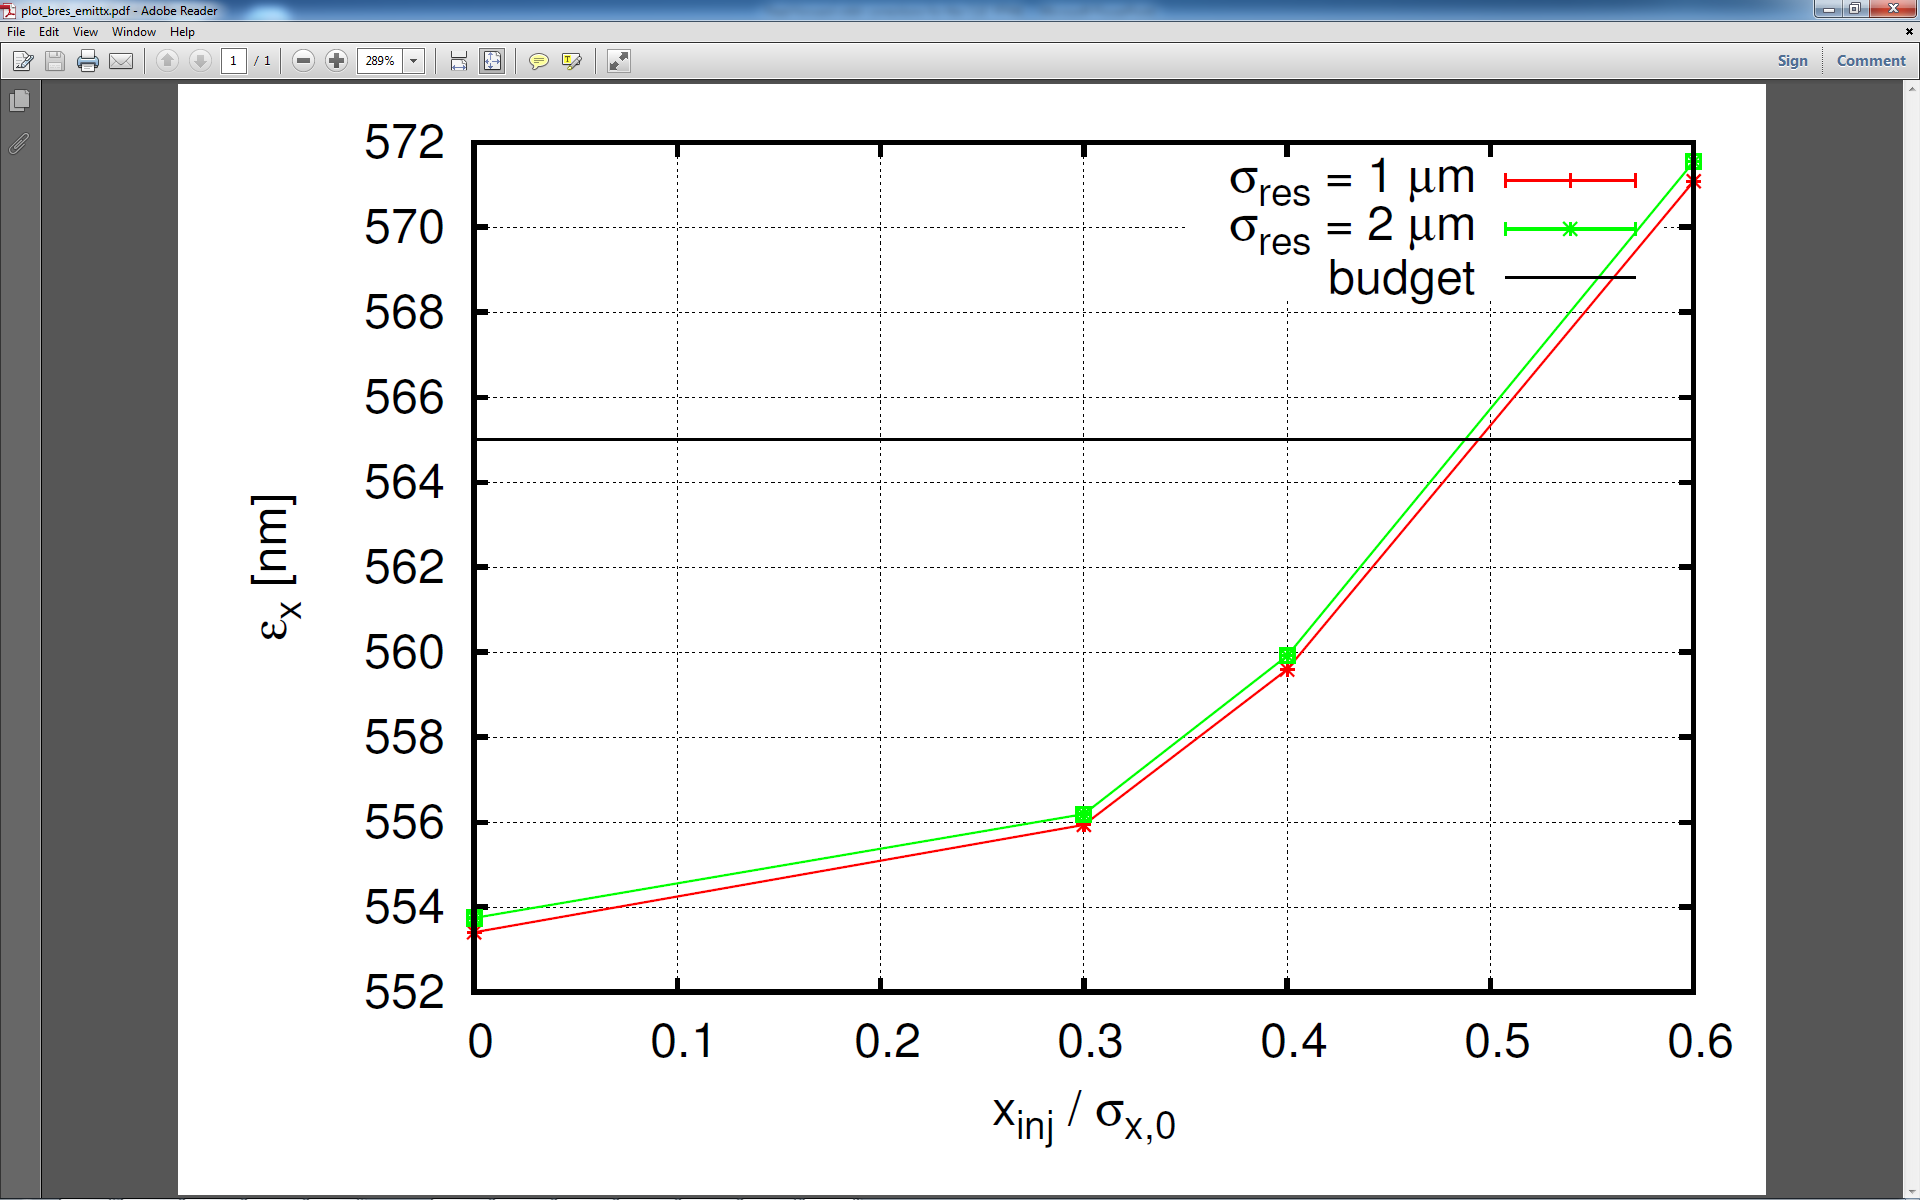 plot_bres_emittx.pdf - Adobe Reader
File Edit View Window Help
1 / 1 289% Sign Comment
572
570
568
566
564
562
560
558
556
554
552
εx [nm]
σres = 1 μm
σres = 2 μm
budget
0 0.1 0.2 0.3 0.4 0.5 0.6
xinj / σx,0